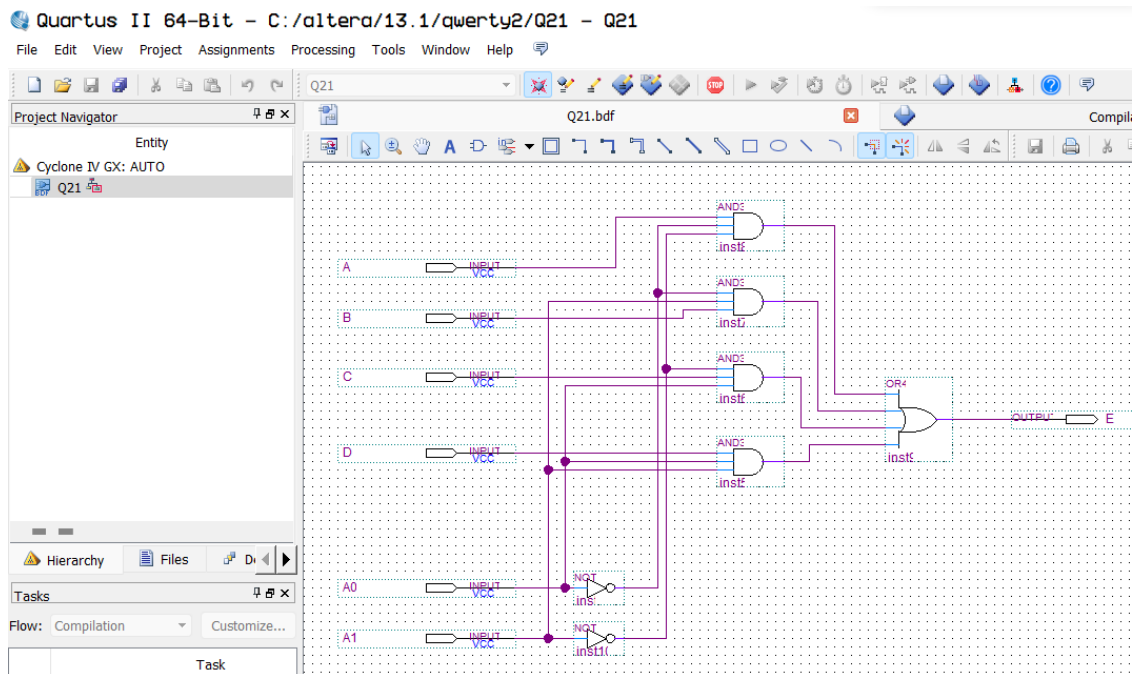 Quartus II 64-Bit - C:/altera/13.1/qwerty2/Q21 - Q21
File Edit View Project Assignments Processing Tools Window Help
Q21
Project Navigator
Q21.bdf
Entity
Cyclone IV GX: AUTO
Q21
AND3
A
INPUT
VCC
AND3
B
INPUT
VCC
AND3
C
INPUT
VCC
OR4
OUTPUT
E
AND3
D
INPUT
VCC
Hierarchy Files
Tasks
A0
INPUT
VCC
NOT
Flow: Compilation Customize...
A1
INPUT
VCC
NOT
Task